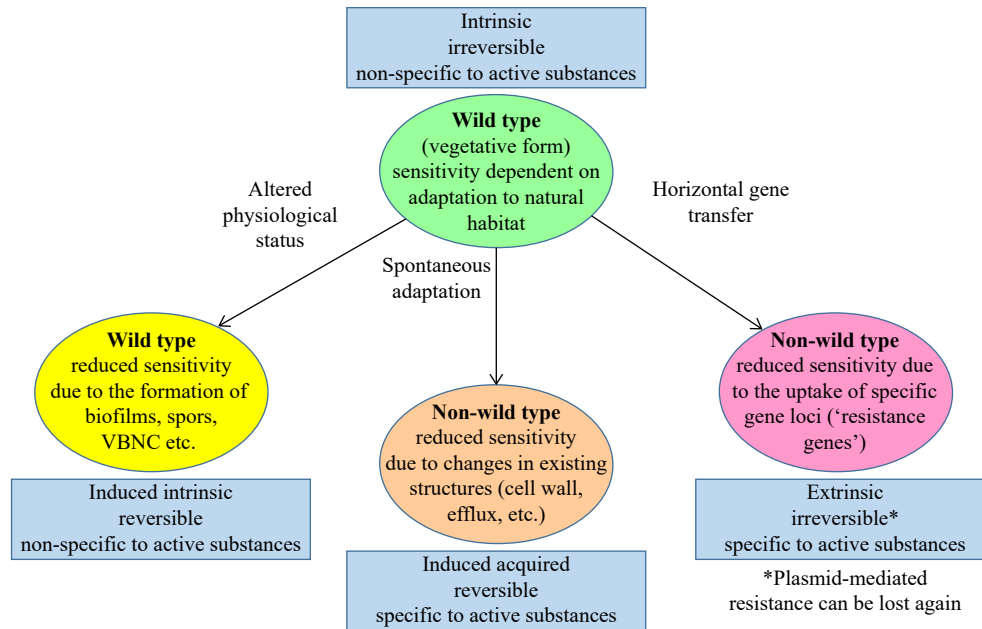 Intrinsic
irreversible
non-specific to active substances
Wild type
(vegetative form)
sensitivity dependent on
adaptation to natural
habitat
Altered
physiological
status
Spontaneous
adaptation
Horizontal gene
transfer
Wild type
reduced sensitivity
due to the formation of
biofilms, spors,
VBNC etc.
Induced intrinsic
reversible
non-specific to active substances
Non-wild type
reduced sensitivity
due to changes in existing
structures (cell wall,
efflux, etc.)
Induced acquired
reversible
specific to active substances
Non-wild type
reduced sensitivity due
to the uptake of specific
gene loci (‘resistance
genes’)
Extrinsic
irreversible*
specific to active substances
*Plasmid-mediated
resistance can be lost again